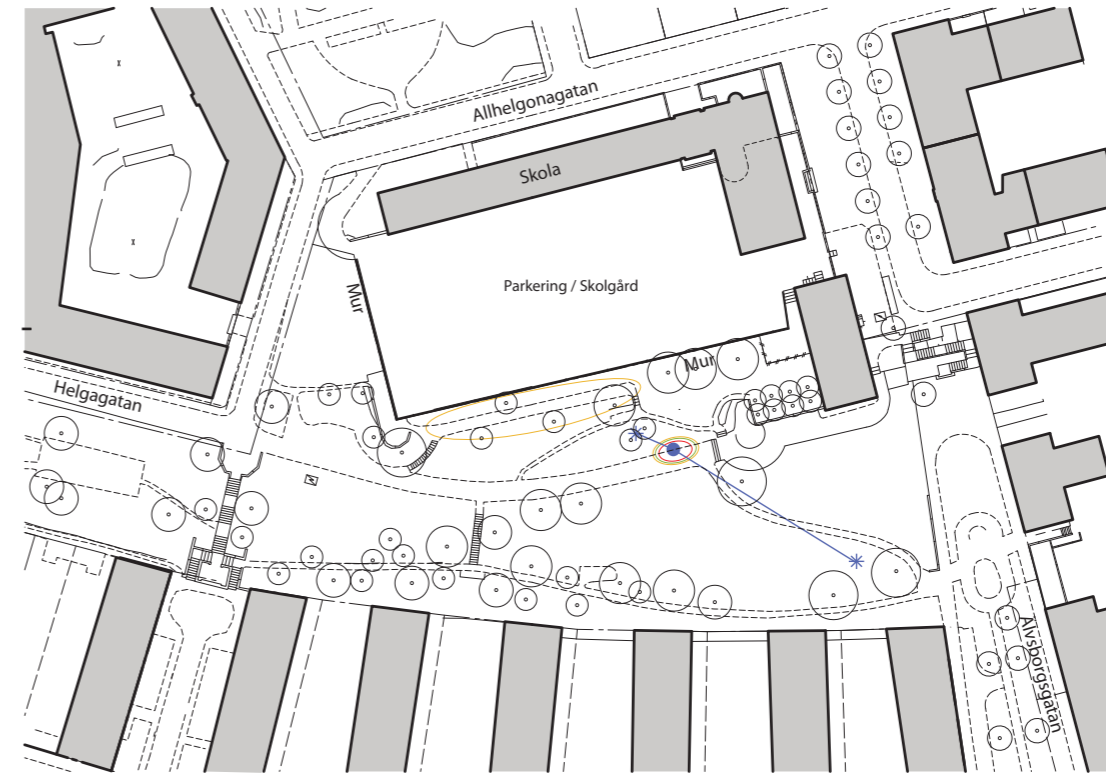 Allhelgonagatan
Skola
Parkering / Skolgård
Mur
Mur
Helgagatan
Älvsborgsgatan